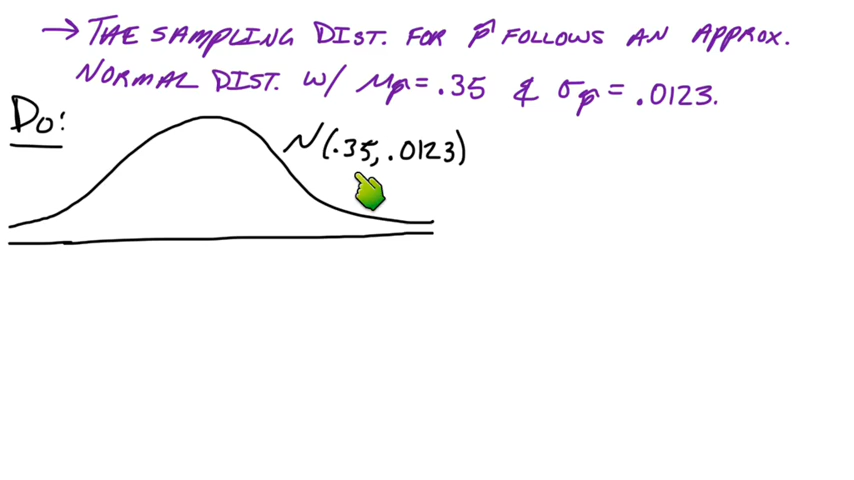 → THE SAMPLING DIST. FOR p̂ FOLLOWS AN APPROX.
NORMAL DIST. W/ μp̂ = .35 & σp̂ = .0123.
Do:
N(.35, .0123)